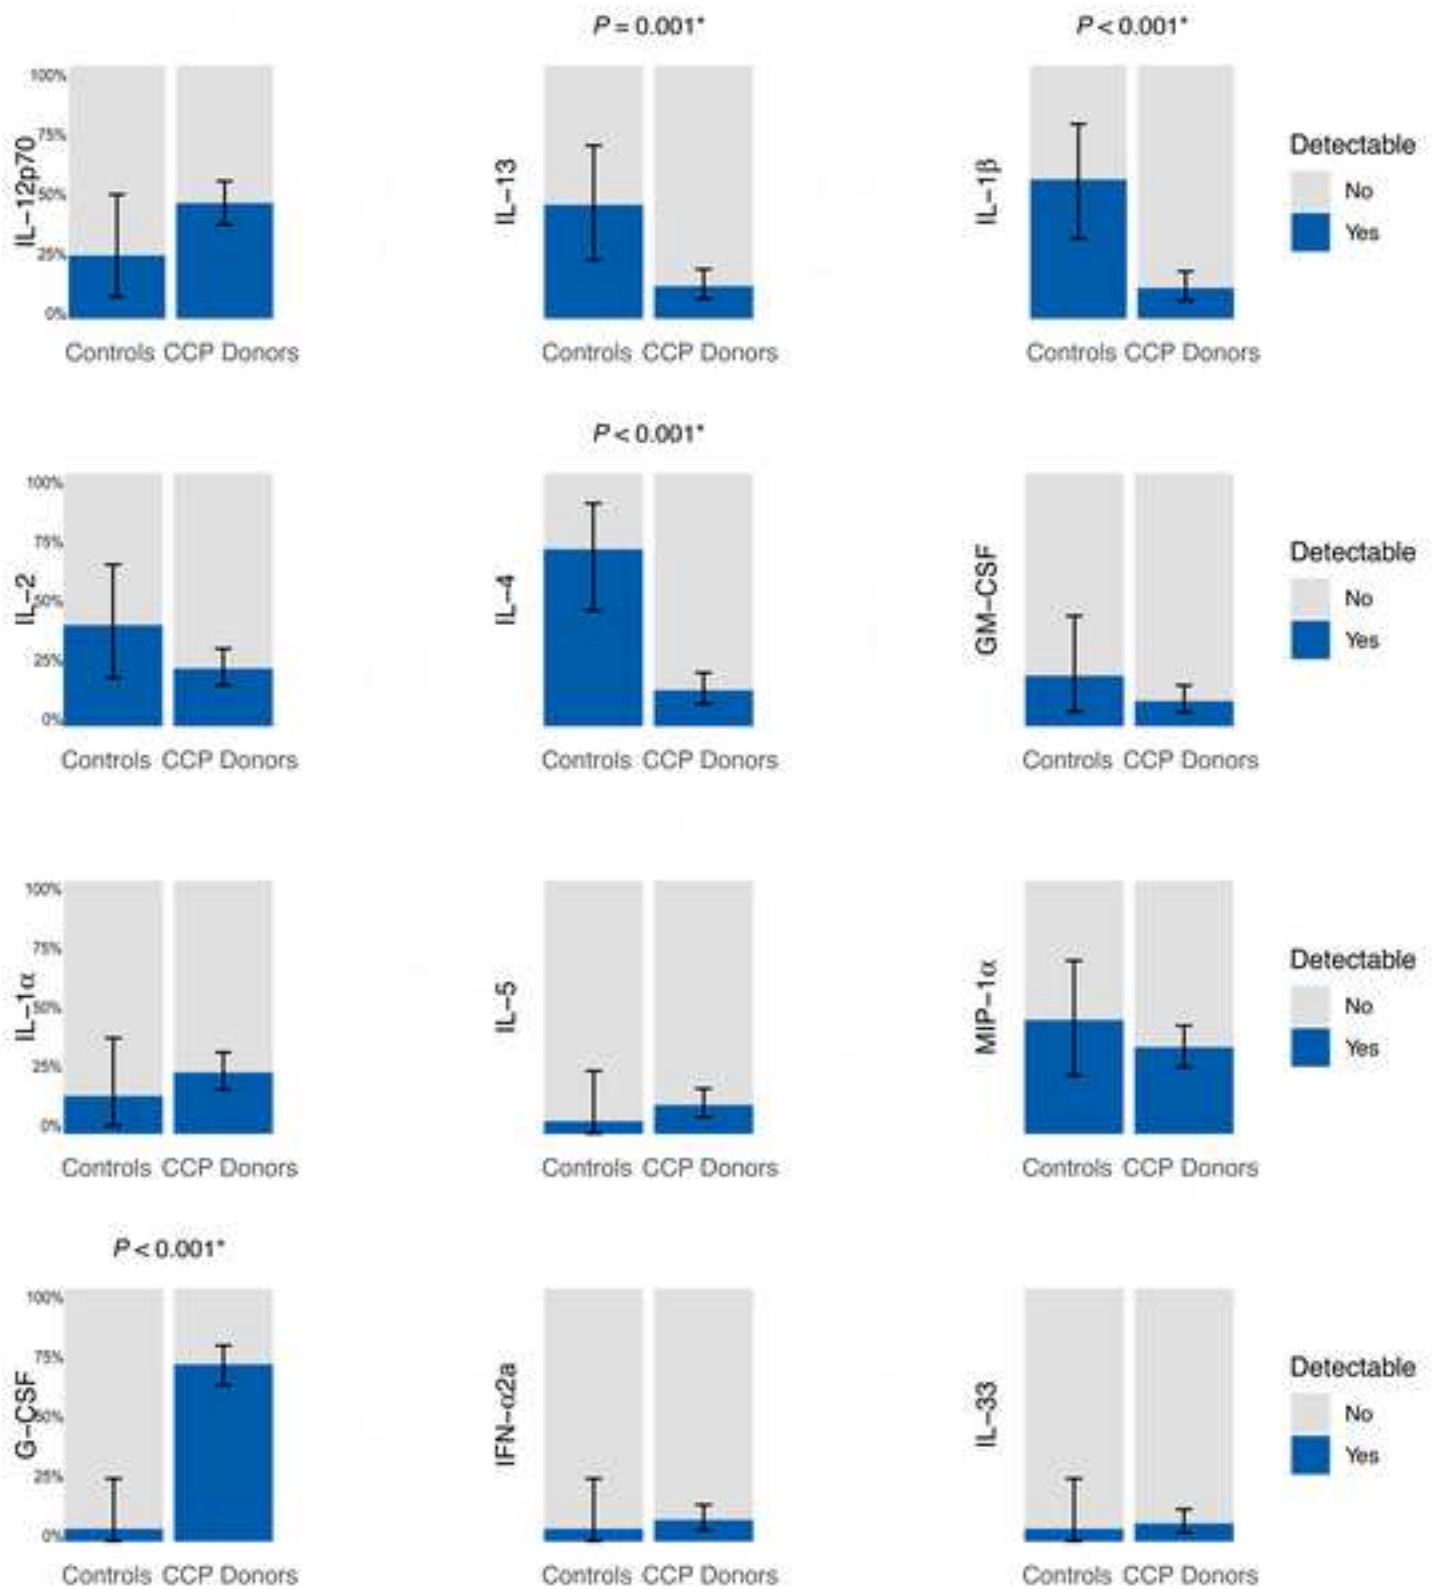 P = 0.001*
P < 0.001*
100%
75%
50%
25%
0%
IL−12p70
IL−13
IL−1β
Detectable
No
Yes
Controls CCP Donors
Controls CCP Donors
Controls CCP Donors
P < 0.001*
100%
75%
50%
25%
0%
IL−2
IL−4
GM−CSF
Detectable
No
Yes
Controls CCP Donors
Controls CCP Donors
Controls CCP Donors
100%
75%
50%
25%
0%
IL−1α
IL−5
MIP−1α
Detectable
No
Yes
Controls CCP Donors
Controls CCP Donors
Controls CCP Donors
P < 0.001*
100%
75%
50%
25%
0%
G−CSF
IFN−α2a
IL−33
Detectable
No
Yes
Controls CCP Donors
Controls CCP Donors
Controls CCP Donors